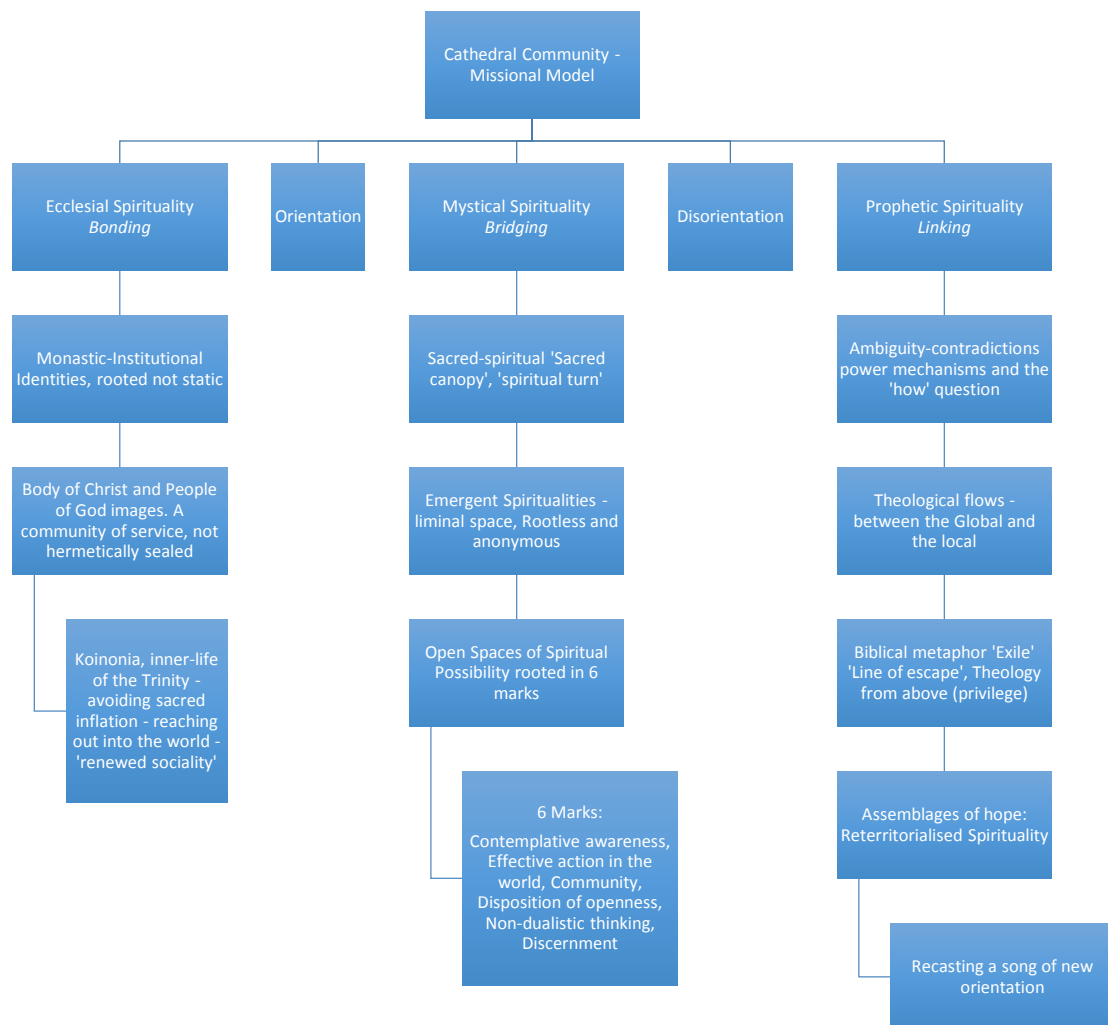 Cathedral Community -
Missional Model
Ecclesial Spirituality
Bonding
Orientation
Mystical Spirituality
Bridging
Disorientation
Prophetic Spirituality
Linking
Monastic-Institutional
Identities, rooted not static
Body of Christ and People
of God images. A
community of service, not
hermetically sealed
Koinonia, inner-life
of the Trinity -
avoiding sacred
inflation - reaching
out into the world -
'renewed sociality'
Sacred-spiritual 'Sacred
canopy', 'spiritual turn'
Emergent Spiritualities -
liminal space, Rootless and
anonymous
Open Spaces of Spiritual
Possibility rooted in 6
marks
6 Marks:
Contemplative awareness,
Effective action in the
world, Community,
Disposition of openness,
Non-dualistic thinking,
Discernment
Ambiguity-contradictions
power mechanisms and the
'how' question
Theological flows -
between the Global and
the local
Biblical metaphor 'Exile'
'Line of escape', Theology
from above (privilege)
Assemblages of hope:
Reterritorialised Spirituality
Recasting a song of new
orientation